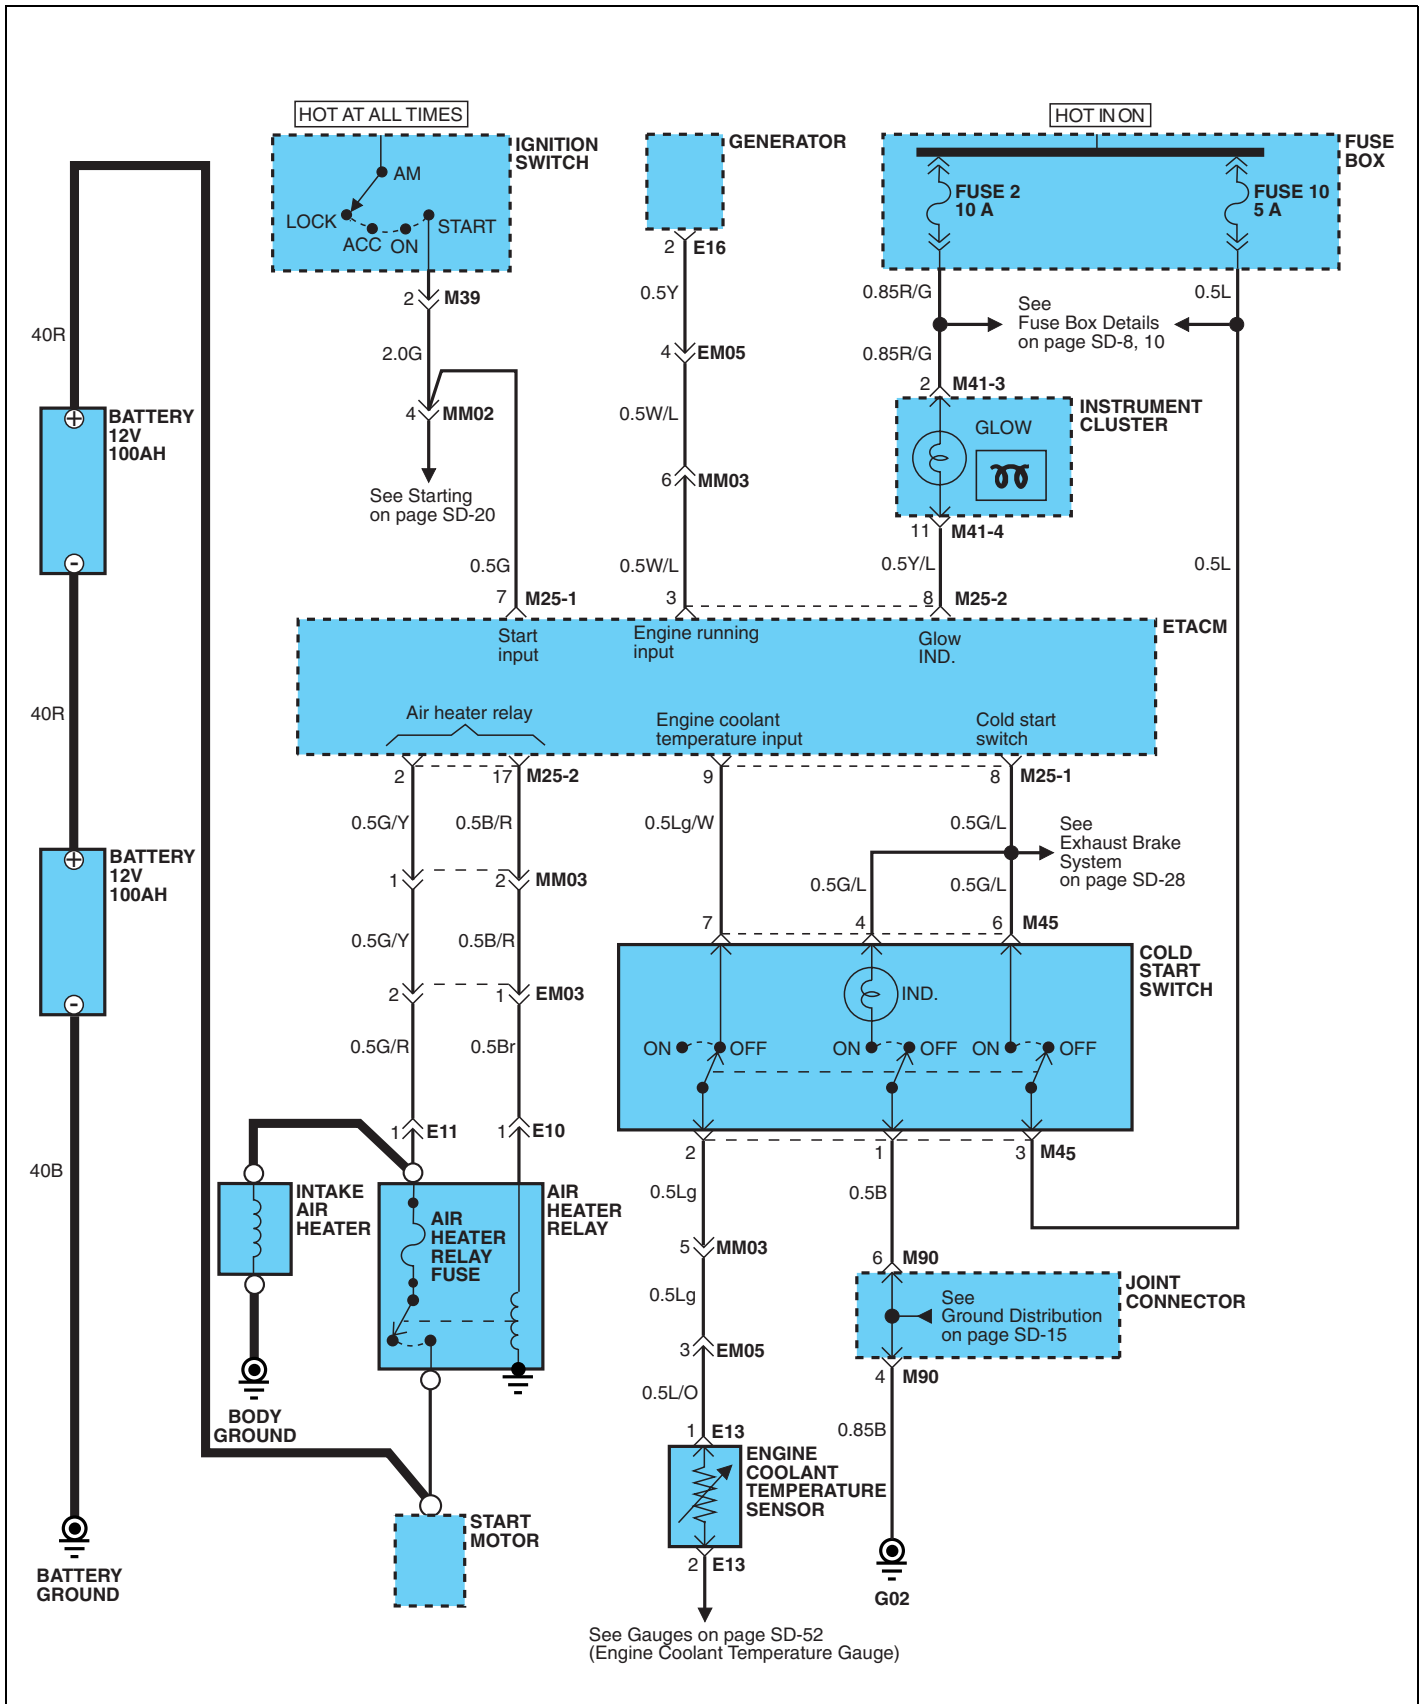 HOT AT ALL TIMES
HOT IN ON
IGNITION
SWITCH
AM
LOCK
ACC
ON
START
GENERATOR
FUSE
BOX
FUSE 2
10 A
FUSE 10
5 A
2
M39
2
E16
0.5Y
0.85R/G
0.5L
See
Fuse Box Details
on page SD-8, 10
40R
2.0G
4
EM05
0.85R/G
2
M41-3
BATTERY
12V
100AH
+
-
4
MM02
0.5W/L
INSTRUMENT
CLUSTER
GLOW
6
MM03
See Starting
on page SD-20
11
M41-4
0.5G
0.5W/L
0.5Y/L
0.5L
7
M25-1
3
8
M25-2
ETACM
Start
input
Engine running
input
Glow
IND.
40R
Air heater relay
Engine coolant
temperature input
Cold start
switch
2
17
M25-2
9
8
M25-1
0.5G/Y
0.5B/R
0.5Lg/W
0.5G/L
See
Exhaust Brake
System
on page SD-28
BATTERY
12V
100AH
+
-
1
2
MM03
0.5G/L
0.5G/L
0.5G/Y
0.5B/R
7
4
6
M45
COLD
START
SWITCH
2
1
EM03
IND.
0.5G/R
0.5Br
ON
OFF
ON
OFF
ON
OFF
1
E11
1
E10
2
1
3
M45
40B
INTAKE
AIR
HEATER
AIR
HEATER
RELAY
AIR
HEATER
RELAY
FUSE
0.5Lg
0.5B
5
MM03
6
M90
JOINT
CONNECTOR
See
Ground Distribution
on page SD-15
0.5Lg
3
EM05
4
M90
BODY
GROUND
0.5L/O
0.85B
1
E13
ENGINE
COOLANT
TEMPERATURE
SENSOR
START
MOTOR
2
E13
BATTERY
GROUND
G02
See Gauges on page SD-52
(Engine Coolant Temperature Gauge)